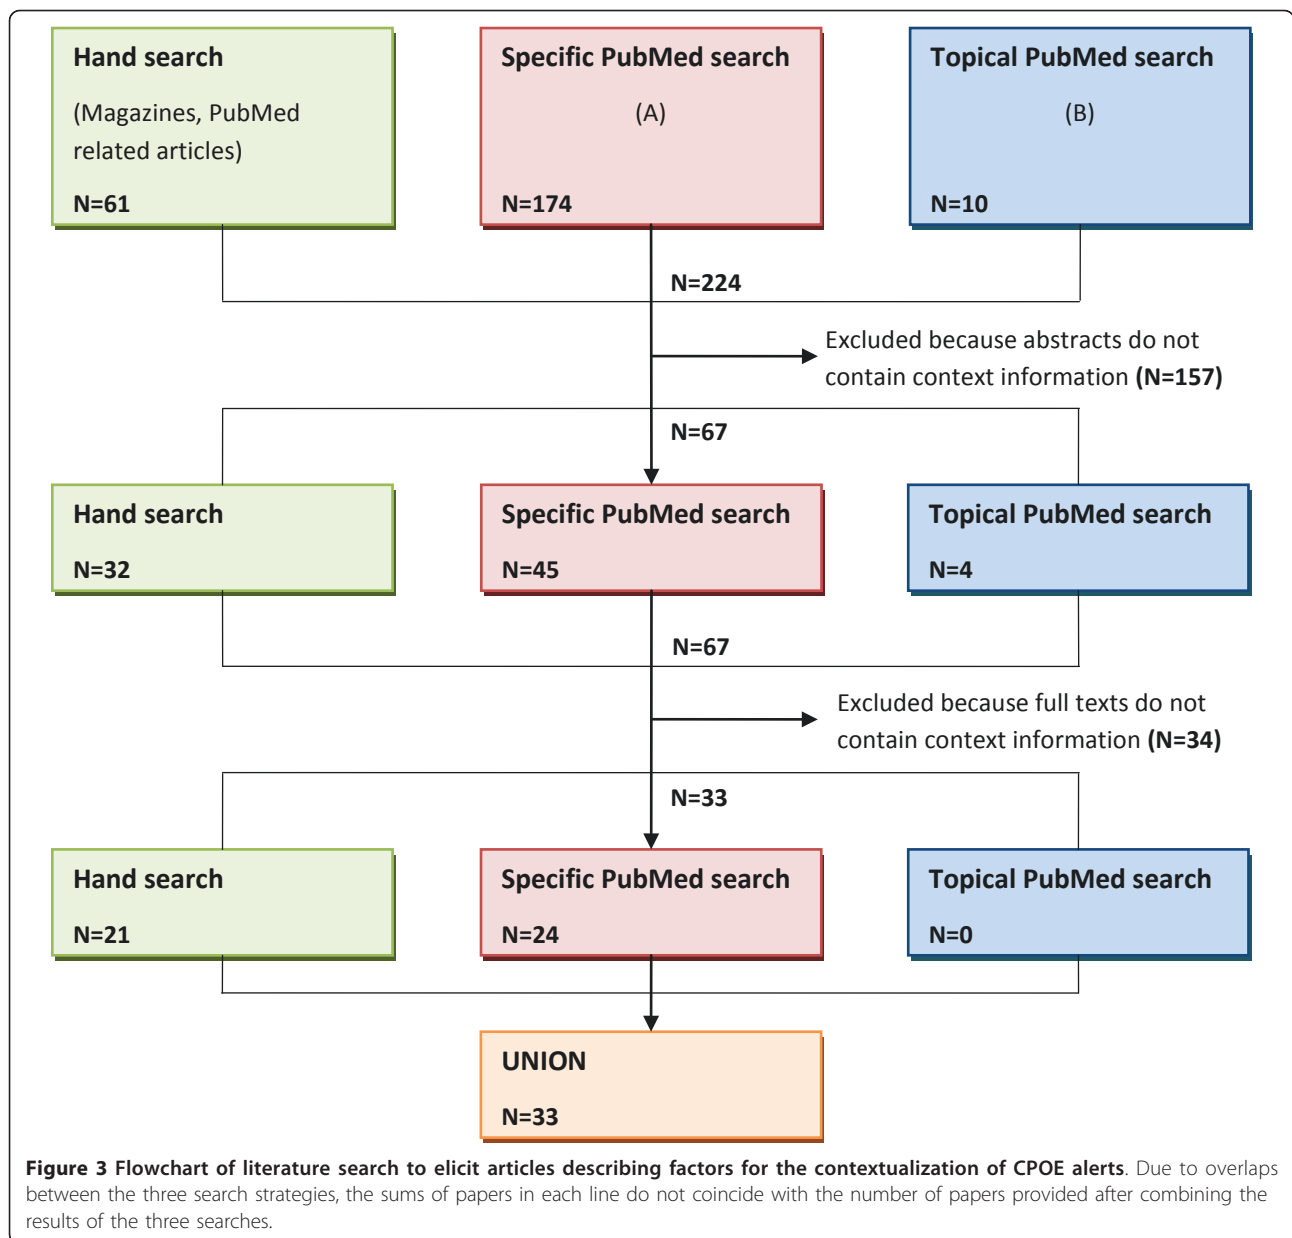 Hand search
(Magazines, PubMed
related articles)
N=61
Specific PubMed search
(A)
N=174
Topical PubMed search
(B)
N=10
N=224
Excluded because abstracts do not
contain context information (N=157)
N=67
Hand search
N=32
Specific PubMed search
N=45
Topical PubMed search
N=4
N=67
Excluded because full texts do not
contain context information (N=34)
N=33
Hand search
N=21
Specific PubMed search
N=24
Topical PubMed search
N=0
UNION
N=33
Figure 3 Flowchart of literature search to elicit articles describing factors for the contextualization of CPOE alerts. Due to overlaps
between the three search strategies, the sums of papers in each line do not coincide with the number of papers provided after combining the
results of the three searches.